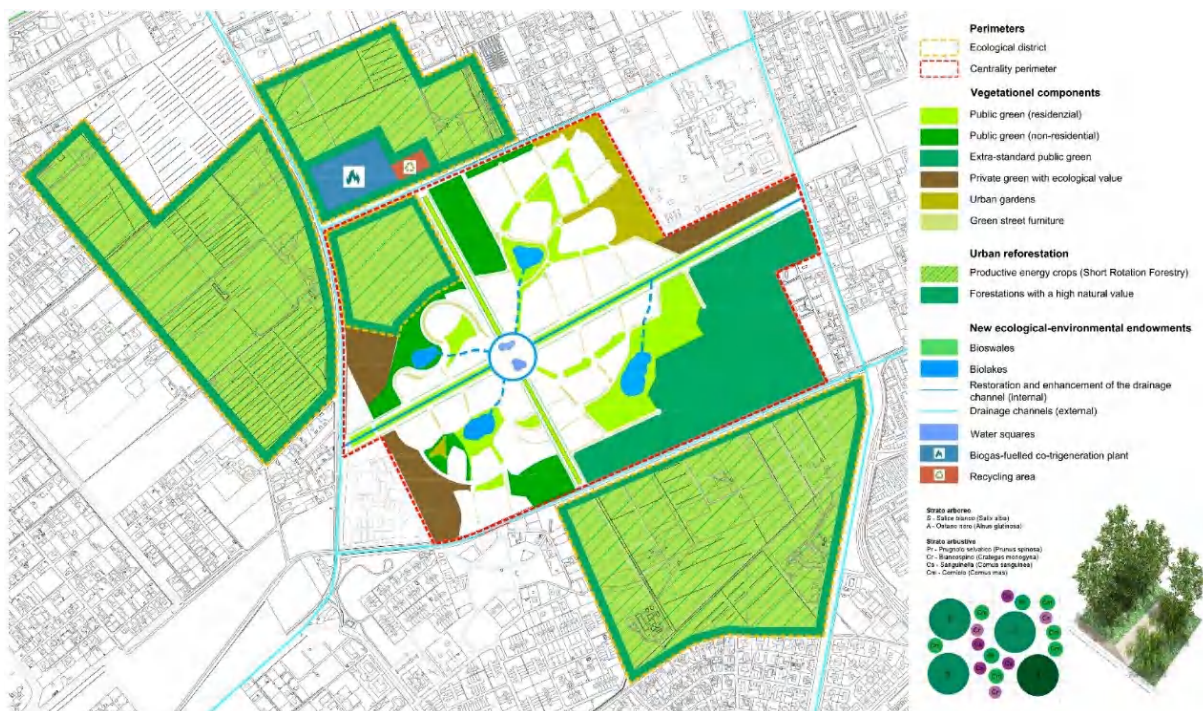 Perimeters
Ecological district
Centrality perimeter
Vegetationel components
Public green (residenzial)
Public green (non-residential)
Extra-standard public green
Private green with ecological value
Urban gardens
Green street furniture
Urban reforestation
Productive energy crops (Short Rotation Forestry)
Forestations with a high natural value
New ecological-environmental endowments
Bioswales
Biolakes
Restoration and enhancement of the drainage
channel (internal)
Drainage channels (external)
Water squares
Biogas-fuelled co-trigeneration plant
Recycling area
Strato arboreo
S - Salice bianco (Salix alba)
A - Ontano nero (Alnus glutinosa)
Strato arbustivo
Pr - Prugnolo selvatico (Prunus spinosa)
Cr - Biancospino (Crategus monogyna)
Cs - Sanguinella (Cornus sanguinea)
Cm - Corniolo (Cornus mas)